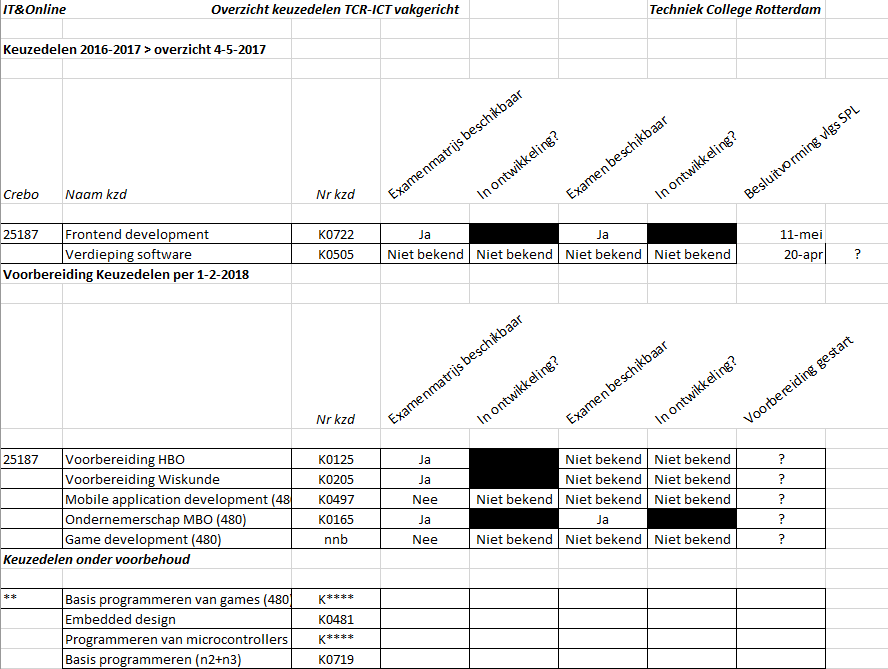 IT&Online Overzicht keuzedelen TCR-ICT vakgericht Techniek College Rotterdam
Keuzedelen 2016-2017 > overzicht 4-5-2017
Crebo Naam kzd Nr kzd Examenmatrijs beschikbaar In ontwikkeling? Examen beschikbaar In ontwikkeling? Besluitvorming vlgs SPL
25187 Frontend development K0722 Ja Ja 11-mei
Verdieping software K0505 Niet bekend Niet bekend Niet bekend Niet bekend 20-apr ?
Voorbereiding Keuzedelen per 1-2-2018
Nr kzd Examenmatrijs beschikbaar In ontwikkeling? Examen beschikbaar In ontwikkeling? Voorbereiding gestart
25187 Voorbereiding HBO K0125 Ja Niet bekend Niet bekend ?
Voorbereiding Wiskunde K0205 Ja Niet bekend Niet bekend ?
Mobile application development (480 K0497 Nee Niet bekend Niet bekend Niet bekend ?
Ondernemerschap MBO (480) K0165 Ja Ja ?
Game development (480) nnb Nee Niet bekend Niet bekend Niet bekend ?
Keuzedelen onder voorbehoud
** Basis programmeren van games (480) K****
Embedded design K0481
Programmeren van microcontrollers K****
Basis programmeren (n2+n3) K0719